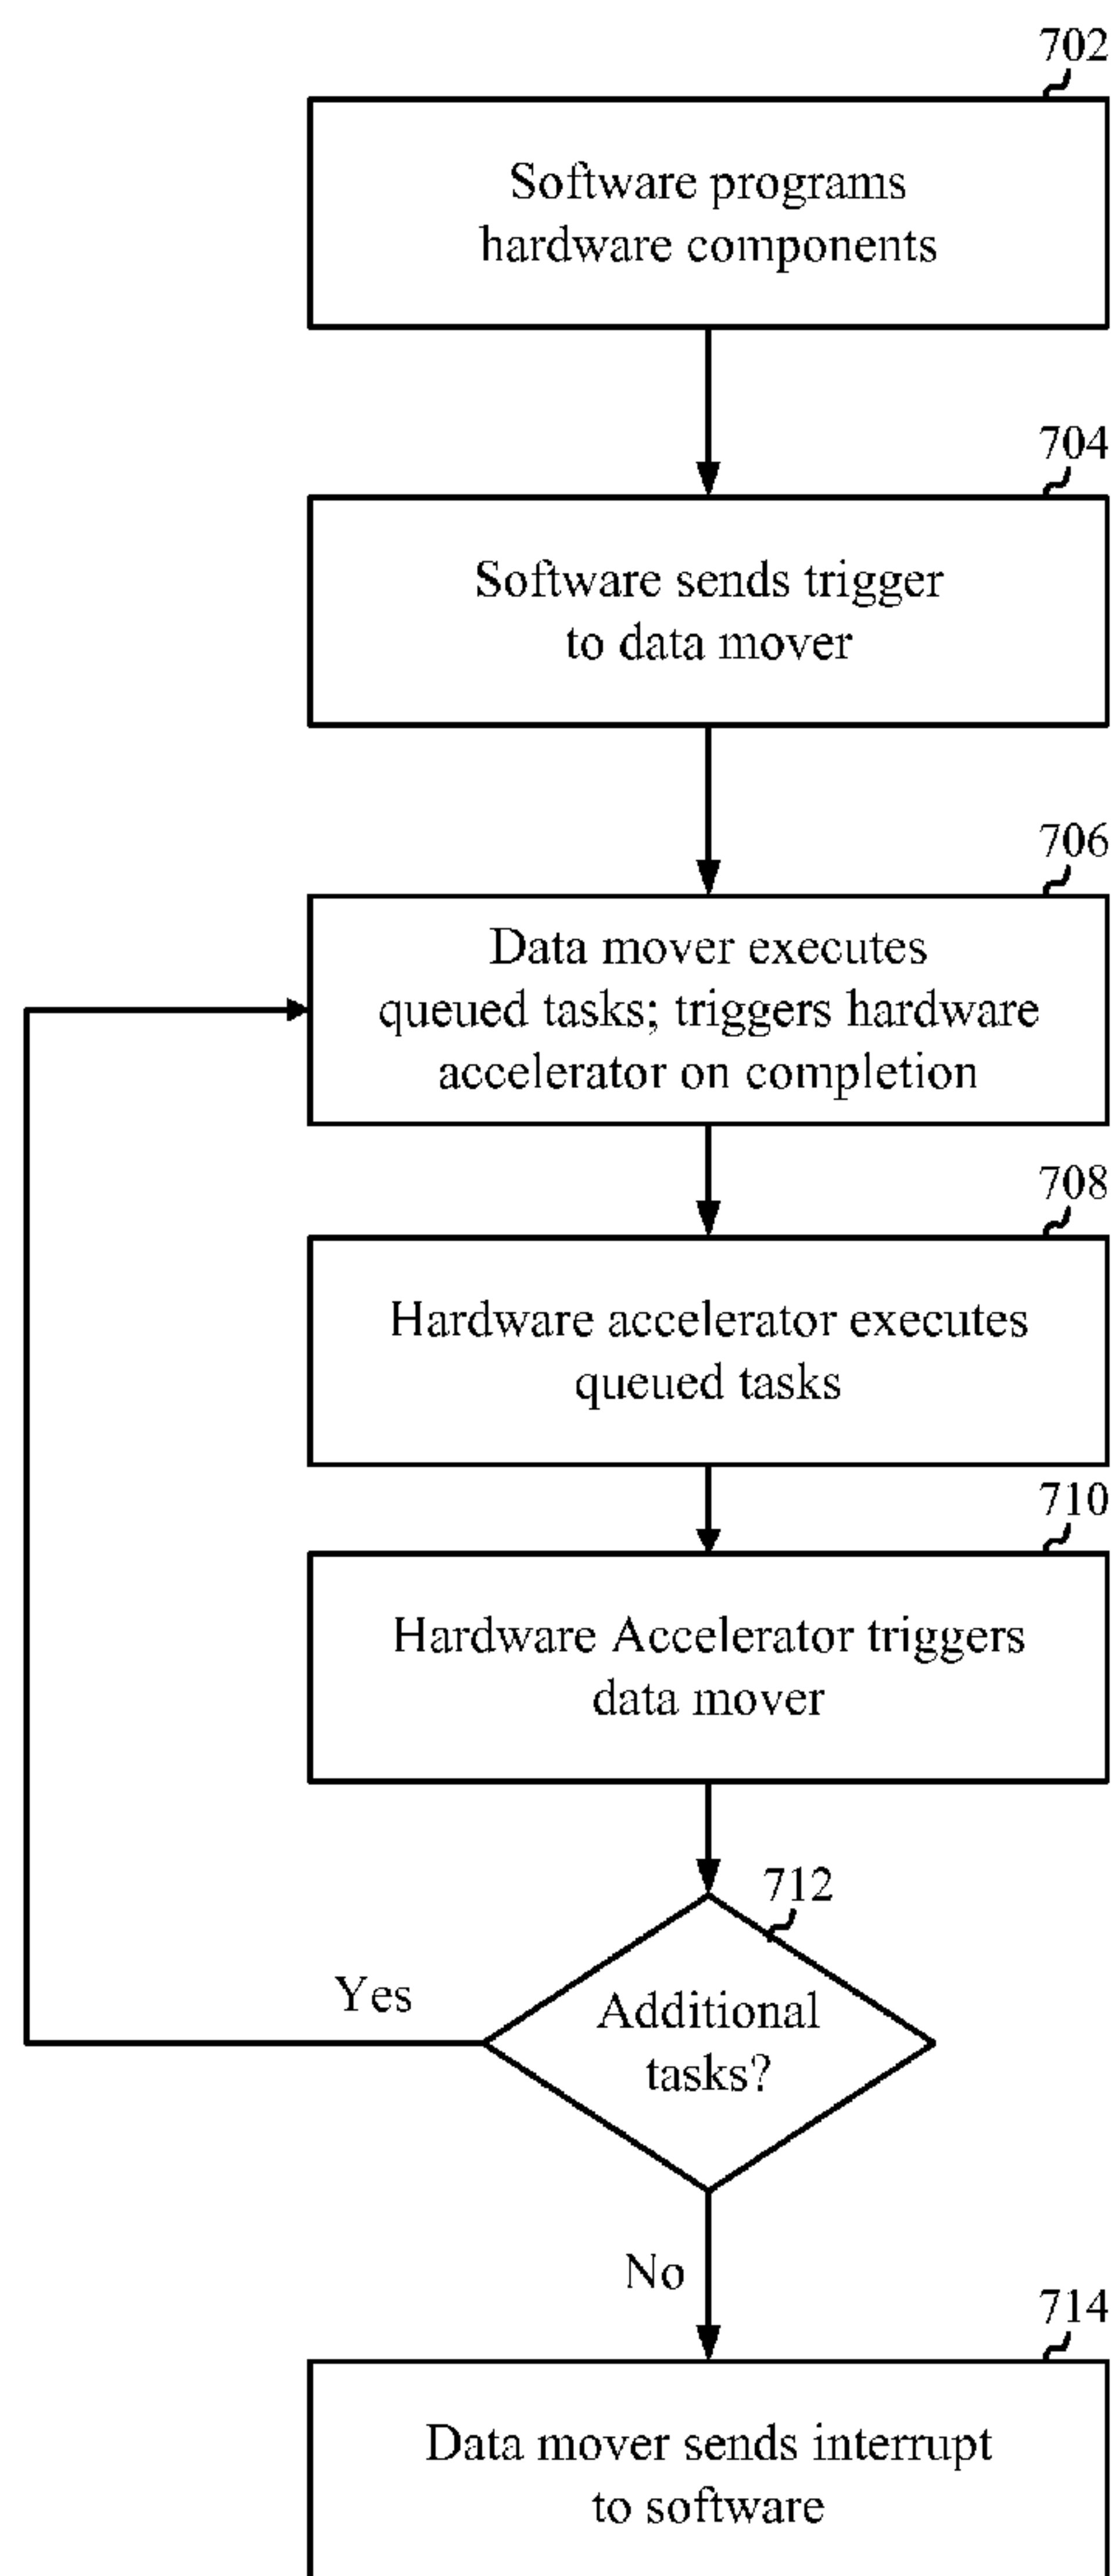 702
Software programs
hardware components
704
Software sends trigger
to data mover
706
Data mover executes
queued tasks; triggers hardware
accelerator on completion
708
Hardware accelerator executes
queued tasks
710
Hardware Accelerator triggers
data mover
712
Additional
tasks?
Yes
No
714
Data mover sends interrupt
to software